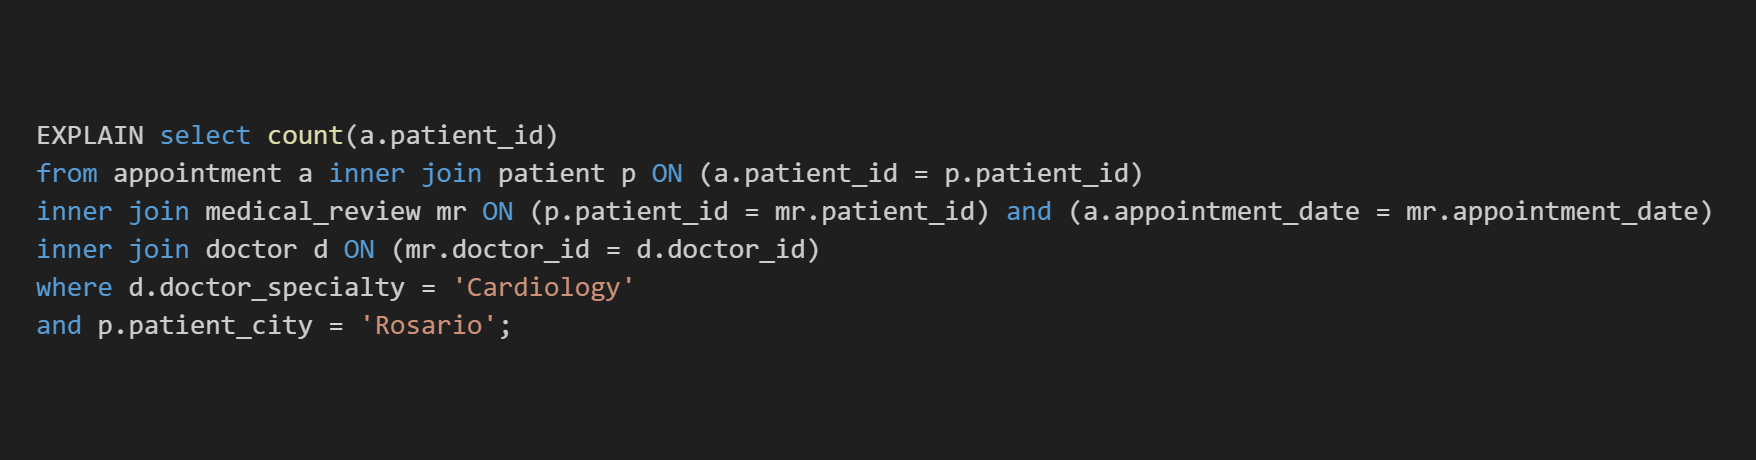 EXPLAIN select count(a.patient_id)
from appointment a inner join patient p ON (a.patient_id = p.patient_id)
inner join medical_review mr ON (p.patient_id = mr.patient_id) and (a.appointment_date = mr.appointment_date)
inner join doctor d ON (mr.doctor_id = d.doctor_id)
where d.doctor_specialty = 'Cardiology'
and p.patient_city = 'Rosario';